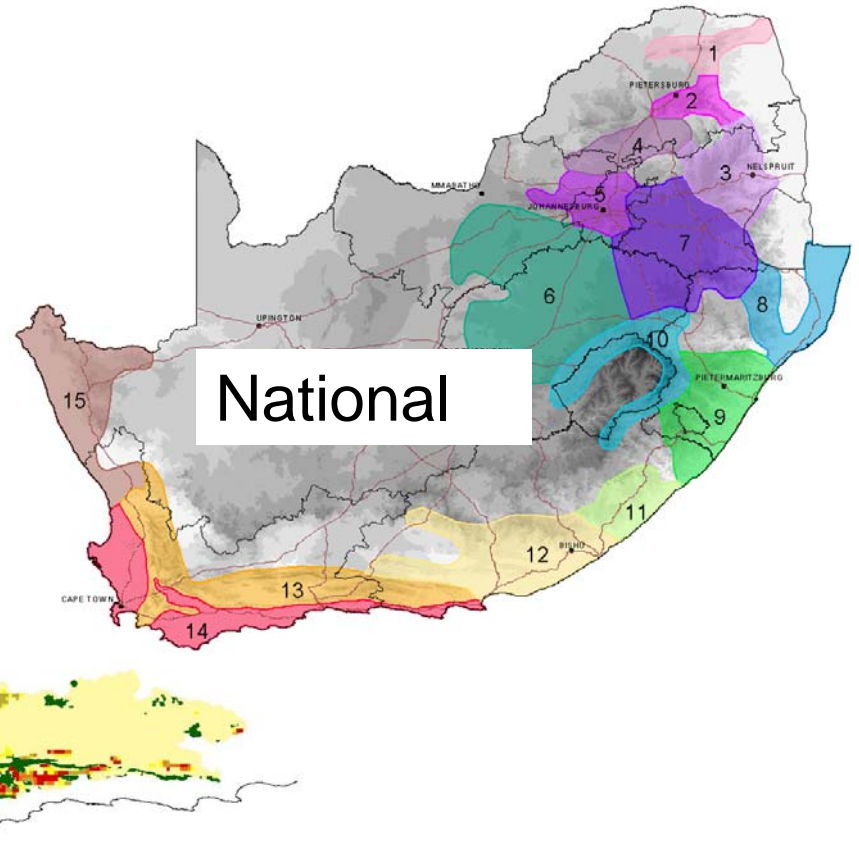 1
PIETERSBURG
2
4
3
NELSPRUIT
MMABATHO
5
JOHANNESBURG
7
6
8
UPINGTON
10
National
PIETERMARITZBURG
15
9
11
12
BISHO
13
CAPE TOWN
14